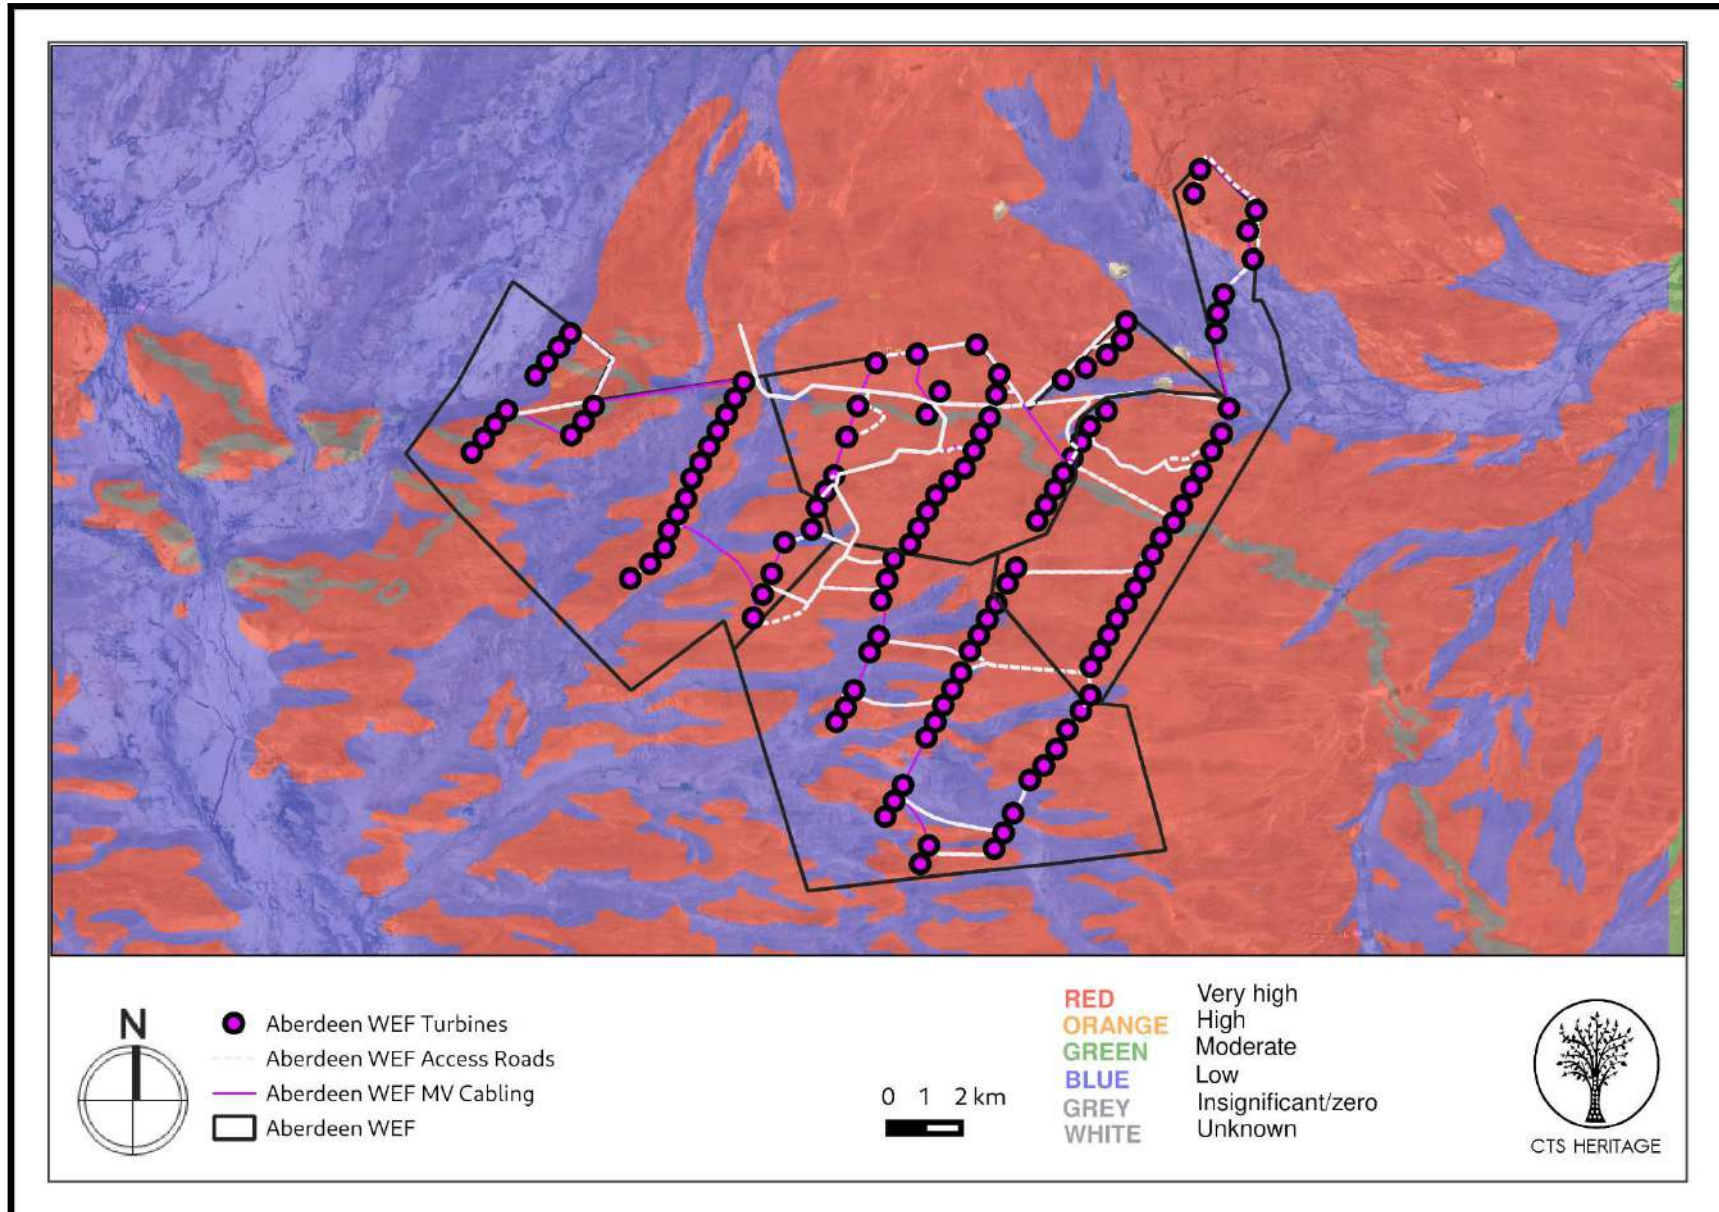 N
Aberdeen WEF Turbines
Aberdeen WEF Access Roads
Aberdeen WEF MV Cabling
Aberdeen WEF
0 1 2 km
RED Very high
ORANGE High
GREEN Moderate
BLUE Low
GREY Insignificant/zero
WHITE Unknown
CTS HERITAGE